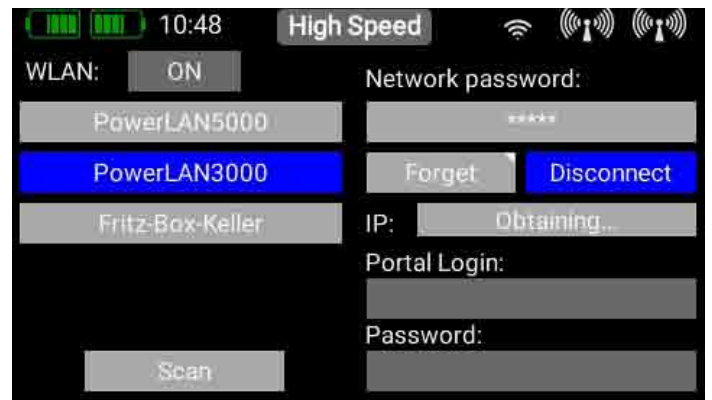 10:48 High Speed
WLAN: ON
PowerLAN5000
PowerLAN3000
Fritz-Box-Keller
Scan
Network password:
*****
Forget Disconnect
IP: Obtaining...
Portal Login:
Password: